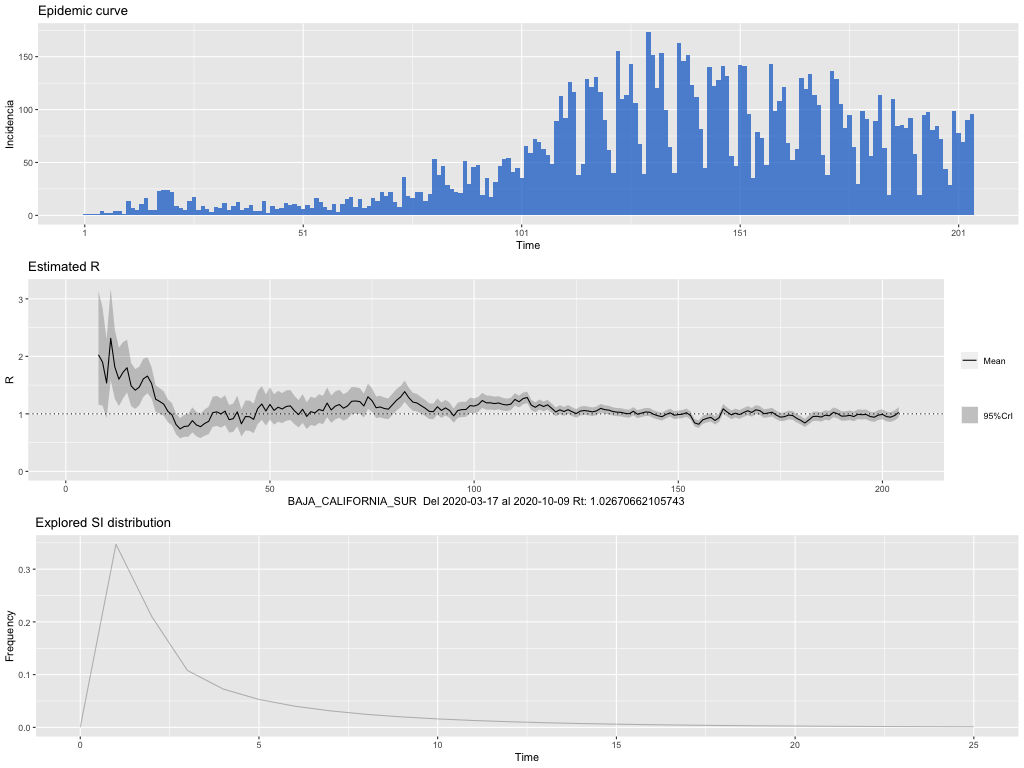 Epidemic curve
150
100
50
0
Incidencia
1 51 101 151 201
Time
Estimated R
3
2
1
0
R
Mean
95%CrI
0 50 100 150 200
BAJA_CALIFORNIA_SUR Del 2020-03-17 al 2020-10-09 Rt: 1.02670662105743
Explored SI distribution
0.3
0.2
0.1
0.0
Frequency
0 5 10 15 20 25
Time